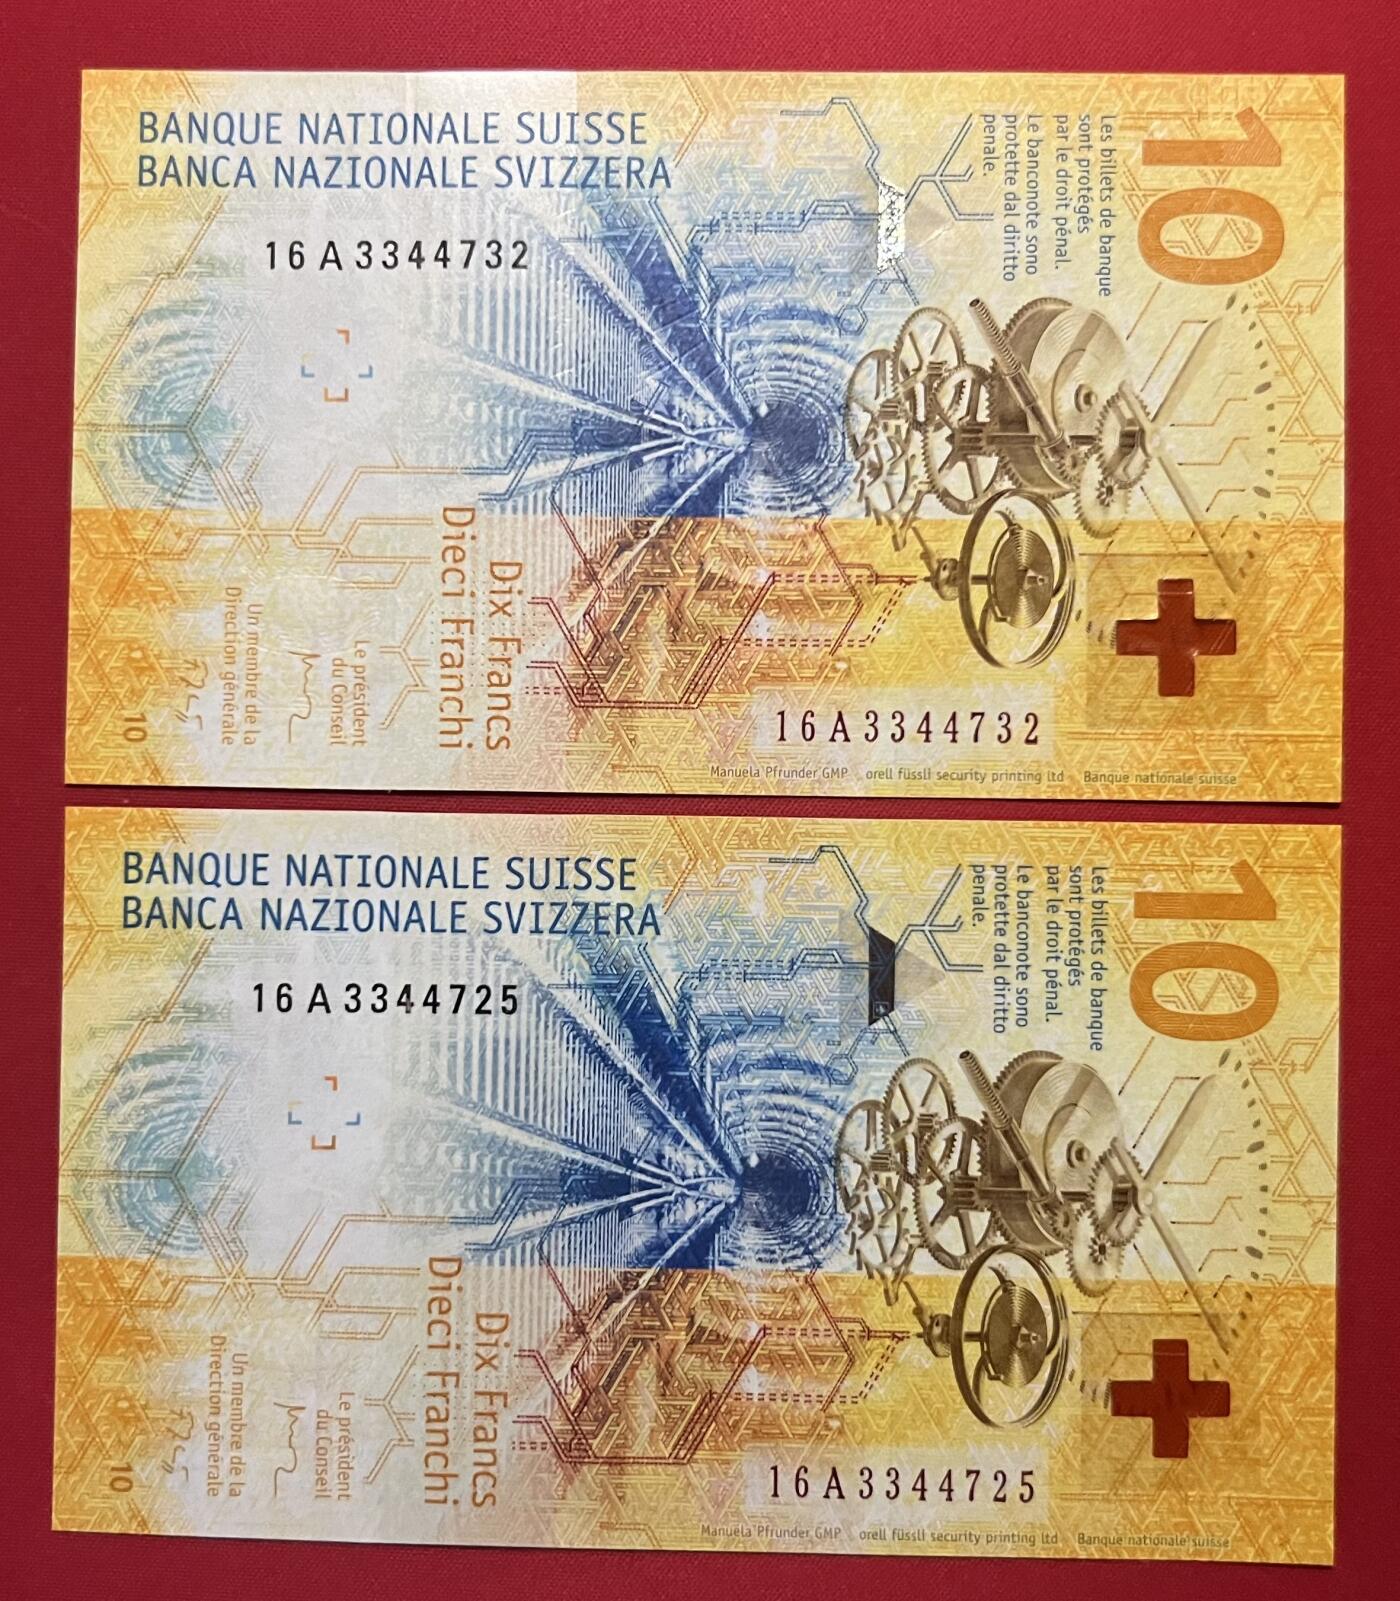 BANQUE NATIONALE SUISSE
BANCA NAZIONALE SVIZZERA
16 A 3344732
10
Les billets de banque
sont protégés
par le droit pénal.
Le banconote sono
protette dal diritto
penale.
Dix Francs
Dieci Franchi
Le président
du Conseil
Un membre de la
Direction générale
10
16A3344732
Manuela Pfrunder GMP orell füssli security printing ltd Banque nationale suisse
BANQUE NATIONALE SUISSE
BANCA NAZIONALE SVIZZERA
16 A 3344725
10
Les billets de banque
sont protégés
par le droit pénal.
Le banconote sono
protette dal diritto
penale.
Dix Francs
Dieci Franchi
Le président
du Conseil
Un membre de la
Direction générale
10
16A3344725
Manuela Pfrunder GMP orell füssli security printing ltd Banque nationale suisse